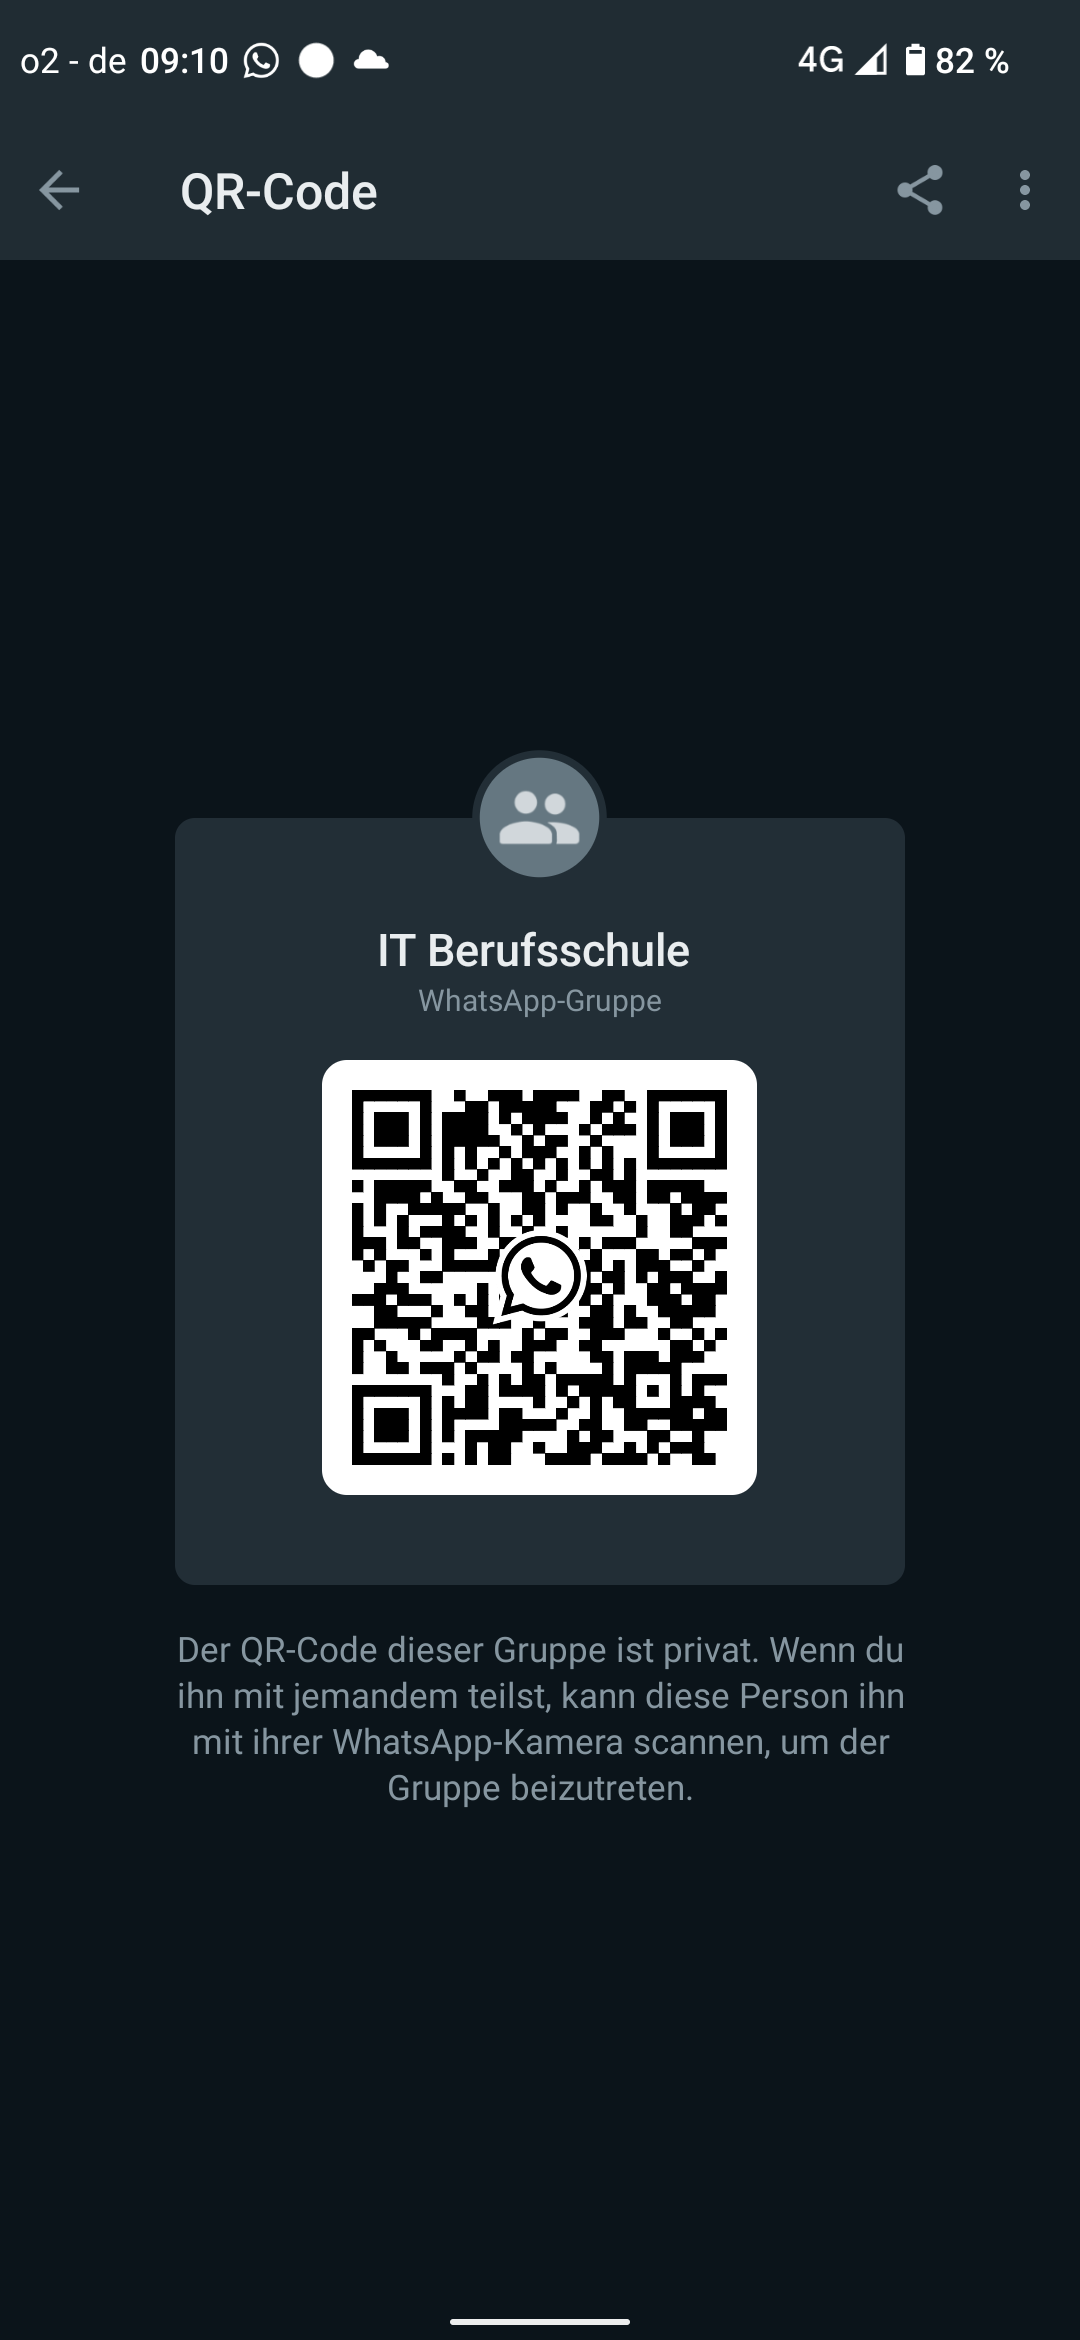 o2 - de 09:10 4G 82 %
QR-Code
IT Berufsschule
WhatsApp-Gruppe
Der QR-Code dieser Gruppe ist privat. Wenn du
ihn mit jemandem teilst, kann diese Person ihn
mit ihrer WhatsApp-Kamera scannen, um der
Gruppe beizutreten.